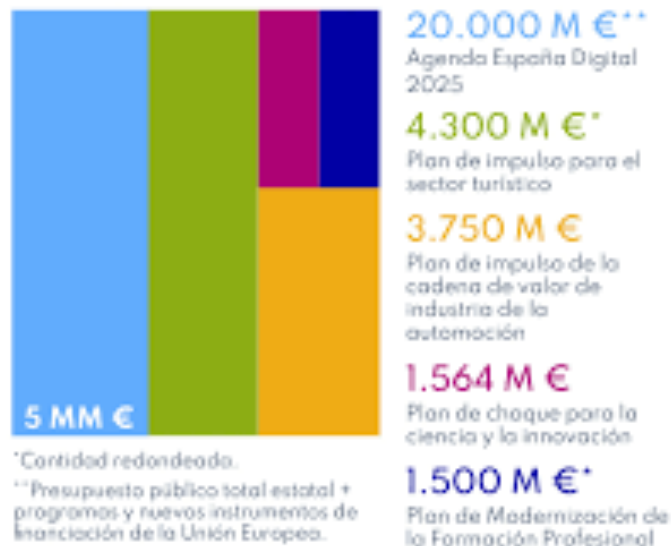 20.000 M €**
Agenda España Digital
2025
4.300 M €*
Plan de impulso para el
sector turístico
3.750 M €
Plan de impulso de la
cadena de valor de
industria de la
automoción
1.564 M €
Plan de choque para la
ciencia y la innovación
1.500 M €*
Plan de Modernización de
la Formación Profesional
5 MM €
*Cantidad redondeada.
**Presupuesto público total estatal +
programas y nuevos instrumentos de
financiación de la Unión Europea.